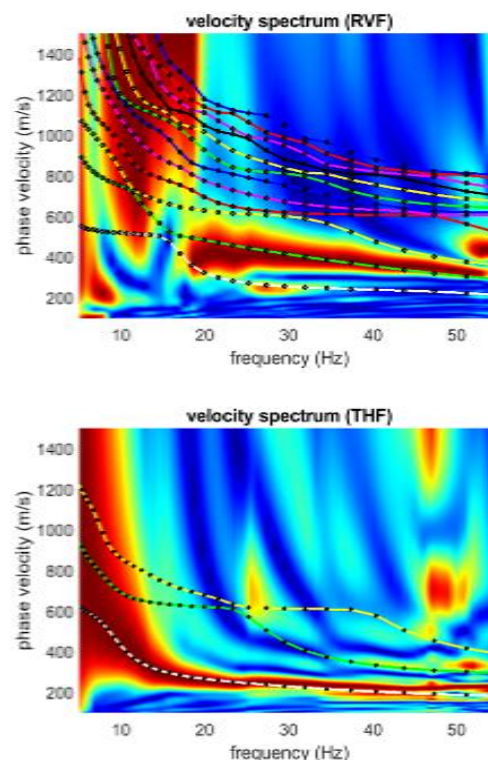 velocity spectrum (RVF)
1400
1200
1000
800
600
400
200
phase velocity (m/s)
10 20 30 40 50
frequency (Hz)
velocity spectrum (THF)
1400
1200
1000
800
600
400
200
phase velocity (m/s)
10 20 30 40 50
frequency (Hz)